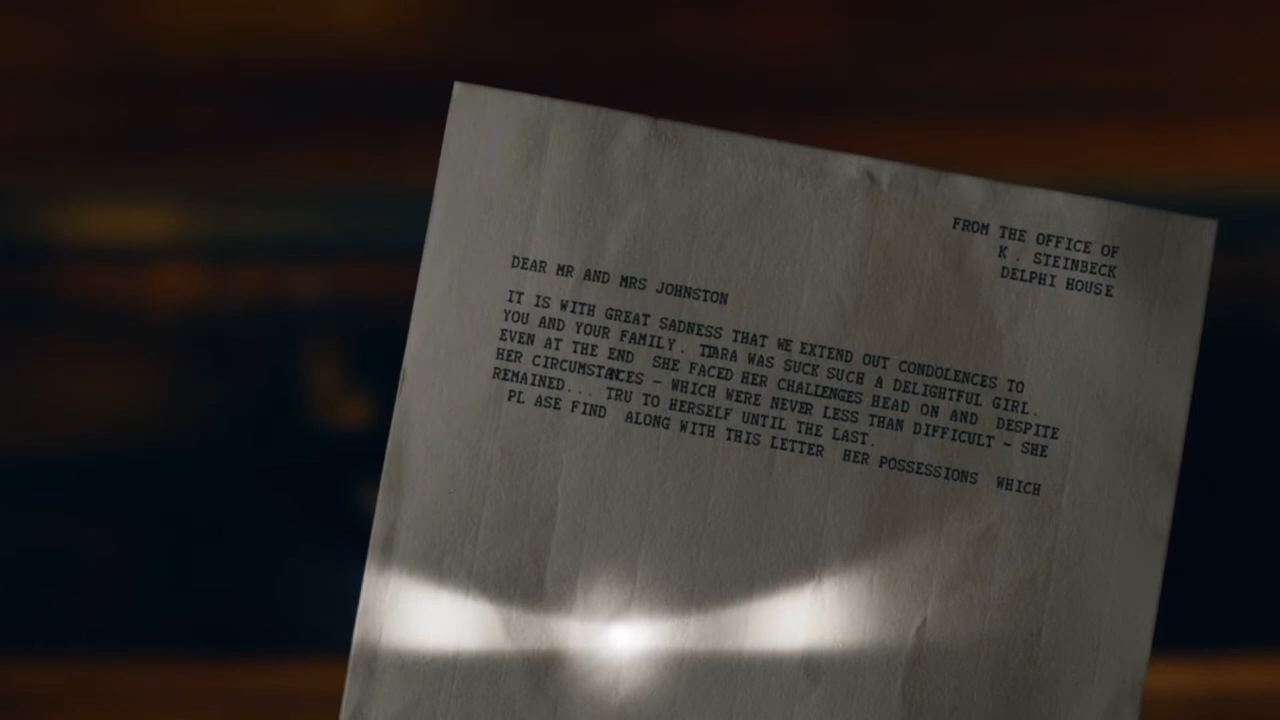 FROM THE OFFICE OF
K . STEINBECK
DELPHI HOUSE
DEAR MR AND MRS JOHNSTON
IT IS WITH GREAT SADNESS THAT WE EXTEND OUT CONDOLENCES TO
YOU AND YOUR FAMILY. WAS SUCK SUCH A DELIGHTFUL GIRL.
EVEN AT THE END SHE FACED HER CHALLENGES HEAD ON AND DESPITE
HER CIRCUMSTANCES - WHICH WERE NEVER LESS THAN DIFFICULT - SHE
REMAINED... TRU TO HERSELF UNTIL THE LAST.
PL ASE FIND ALONG WITH THIS LETTER HER POSSESSIONS WHICH